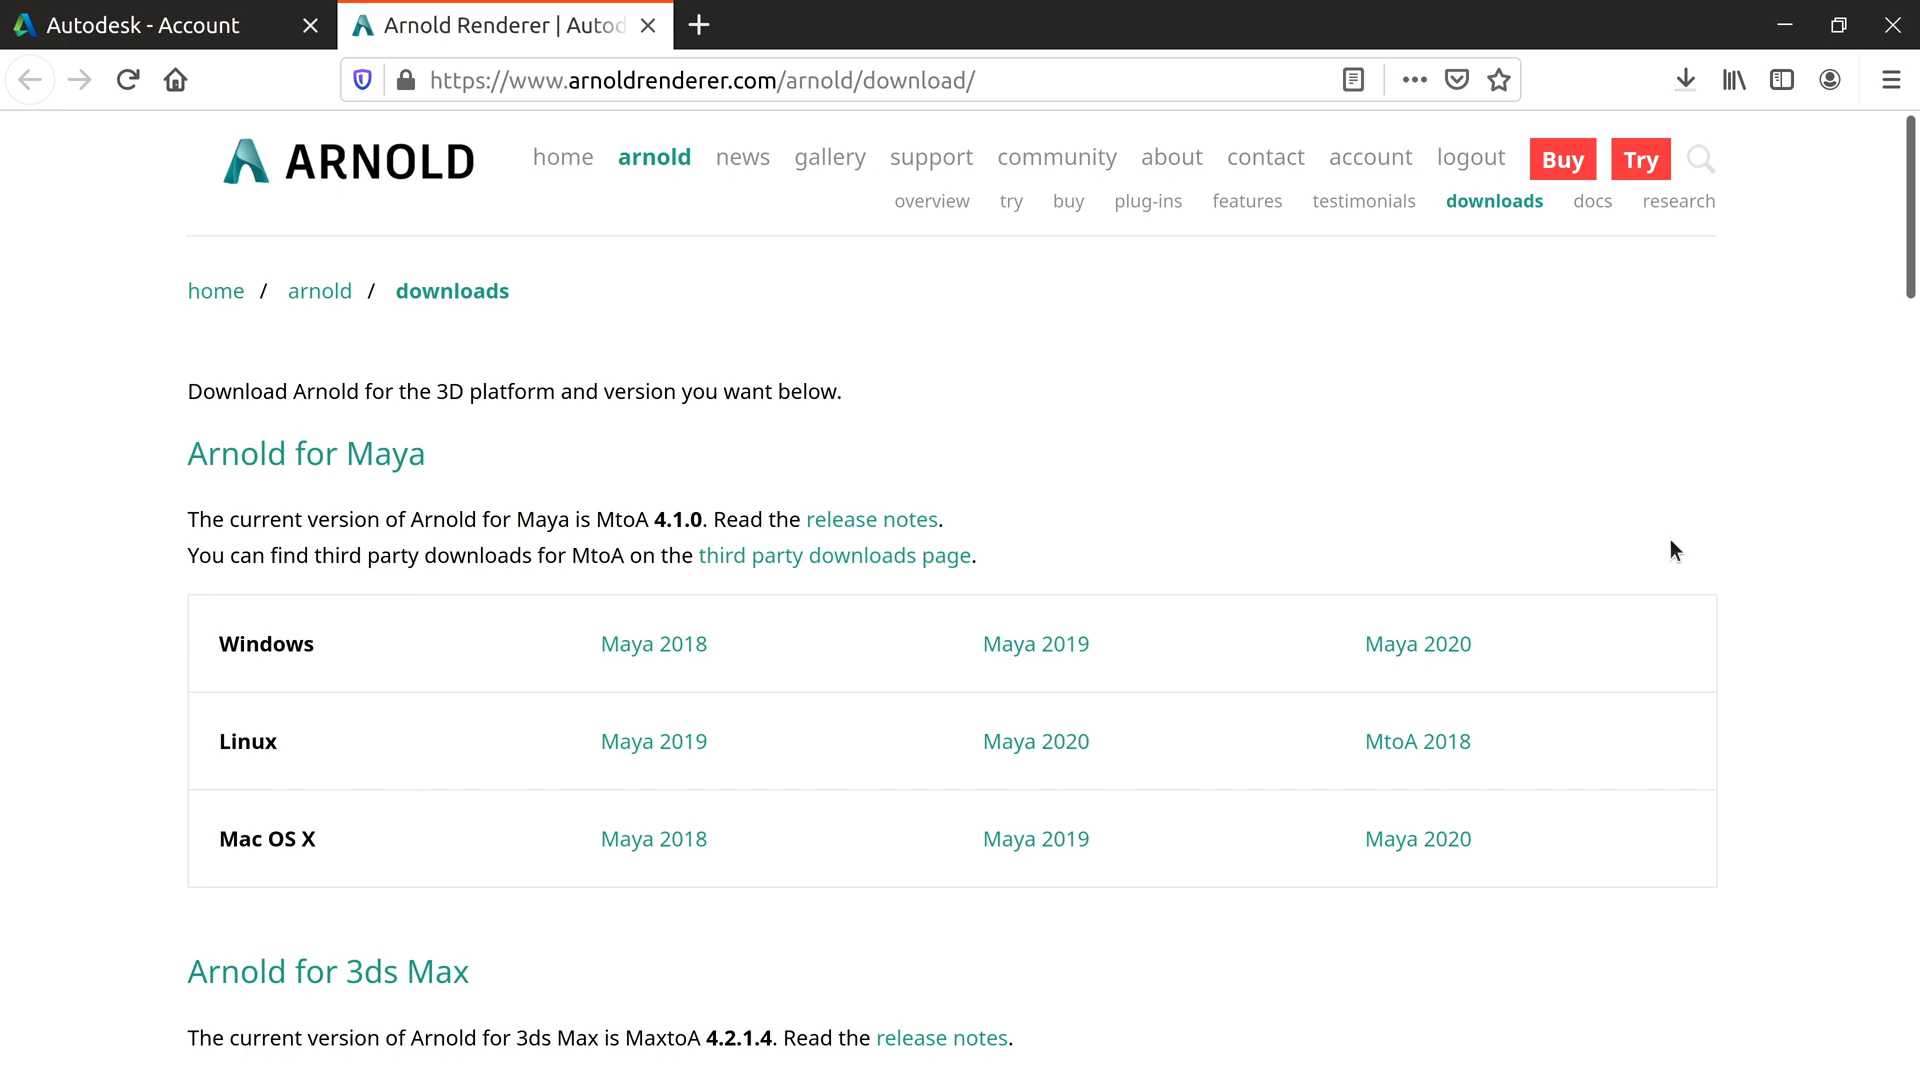 Autodesk - Account
Arnold Renderer | Autod
https://www.arnoldrenderer.com/arnold/download/
ARNOLD
home arnold news gallery support community about contact account logout Buy Try
overview try buy plug-ins features testimonials downloads docs research
home / arnold / downloads
Download Arnold for the 3D platform and version you want below.
Arnold for Maya
The current version of Arnold for Maya is MtoA 4.1.0. Read the release notes.
You can find third party downloads for MtoA on the third party downloads page.
Windows Maya 2018 Maya 2019 Maya 2020
Linux Maya 2019 Maya 2020 MtoA 2018
Mac OS X Maya 2018 Maya 2019 Maya 2020
Arnold for 3ds Max
The current version of Arnold for 3ds Max is MaxtoA 4.2.1.4. Read the release notes.